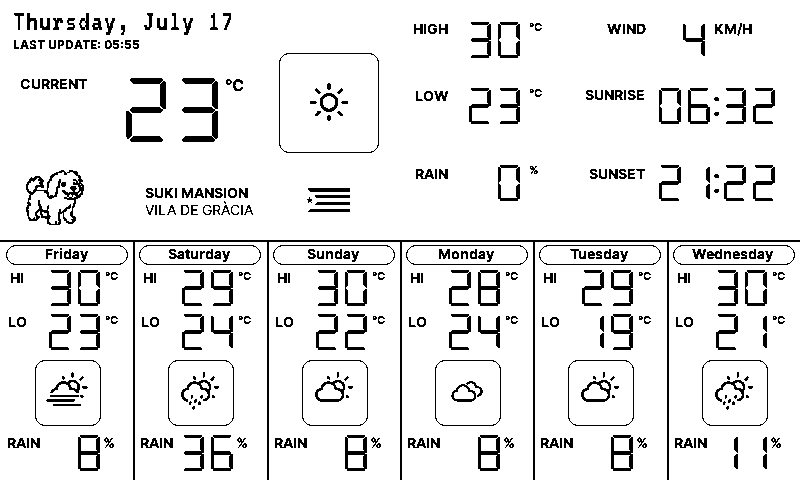 Thursday, July 17
LAST UPDATE: 05:55
CURRENT 23 °C
SUKI MANSION
VILA DE GRÀCIA
HIGH 30 °C
LOW 23 °C
RAIN 0 %
WIND 4 KM/H
SUNRISE 06:32
SUNSET 21:22
Friday
HI 30 °C
LO 23 °C
RAIN 8 %
Saturday
HI 29 °C
LO 24 °C
RAIN 36 %
Sunday
HI 30 °C
LO 22 °C
RAIN 8 %
Monday
HI 28 °C
LO 24 °C
RAIN 8 %
Tuesday
HI 29 °C
LO 19 °C
RAIN 8 %
Wednesday
HI 30 °C
LO 21 °C
RAIN 11 %